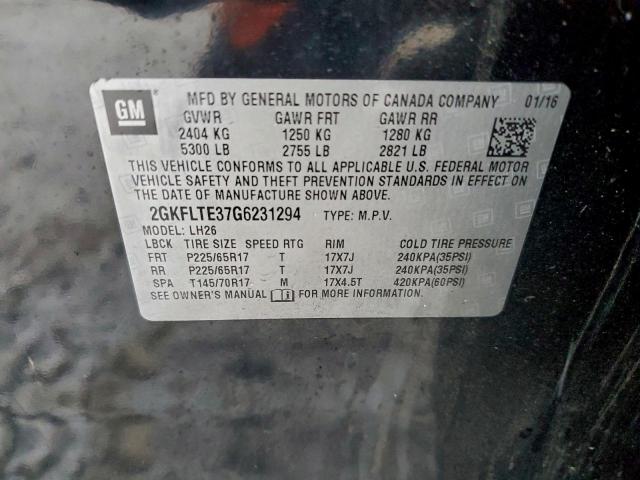 GM
MFD BY GENERAL MOTORS OF CANADA COMPANY 01/16
GVWR GAWR FRT GAWR RR
2404 KG 1250 KG 1280 KG
5300 LB 2755 LB 2821 LB
THIS VEHICLE CONFORMS TO ALL APPLICABLE U.S. FEDERAL MOTOR
VEHICLE SAFETY AND THEFT PREVENTION STANDARDS IN EFFECT ON THE
DATE OF MANUFACTURE SHOWN ABOVE.
2GKFLTE37G6231294 TYPE: M.P.V.
MODEL: LH26
LBCK TIRE SIZE SPEED RTG RIM COLD TIRE PRESSURE
FRT P225/65R17 T 17X7J 240KPA(35PSI)
RR P225/65R17 T 17X7J 240KPA(35PSI)
SPA T145/70R17 M 17X4.5T 420KPA(60PSI)
SEE OWNER'S MANUAL FOR MORE INFORMATION.